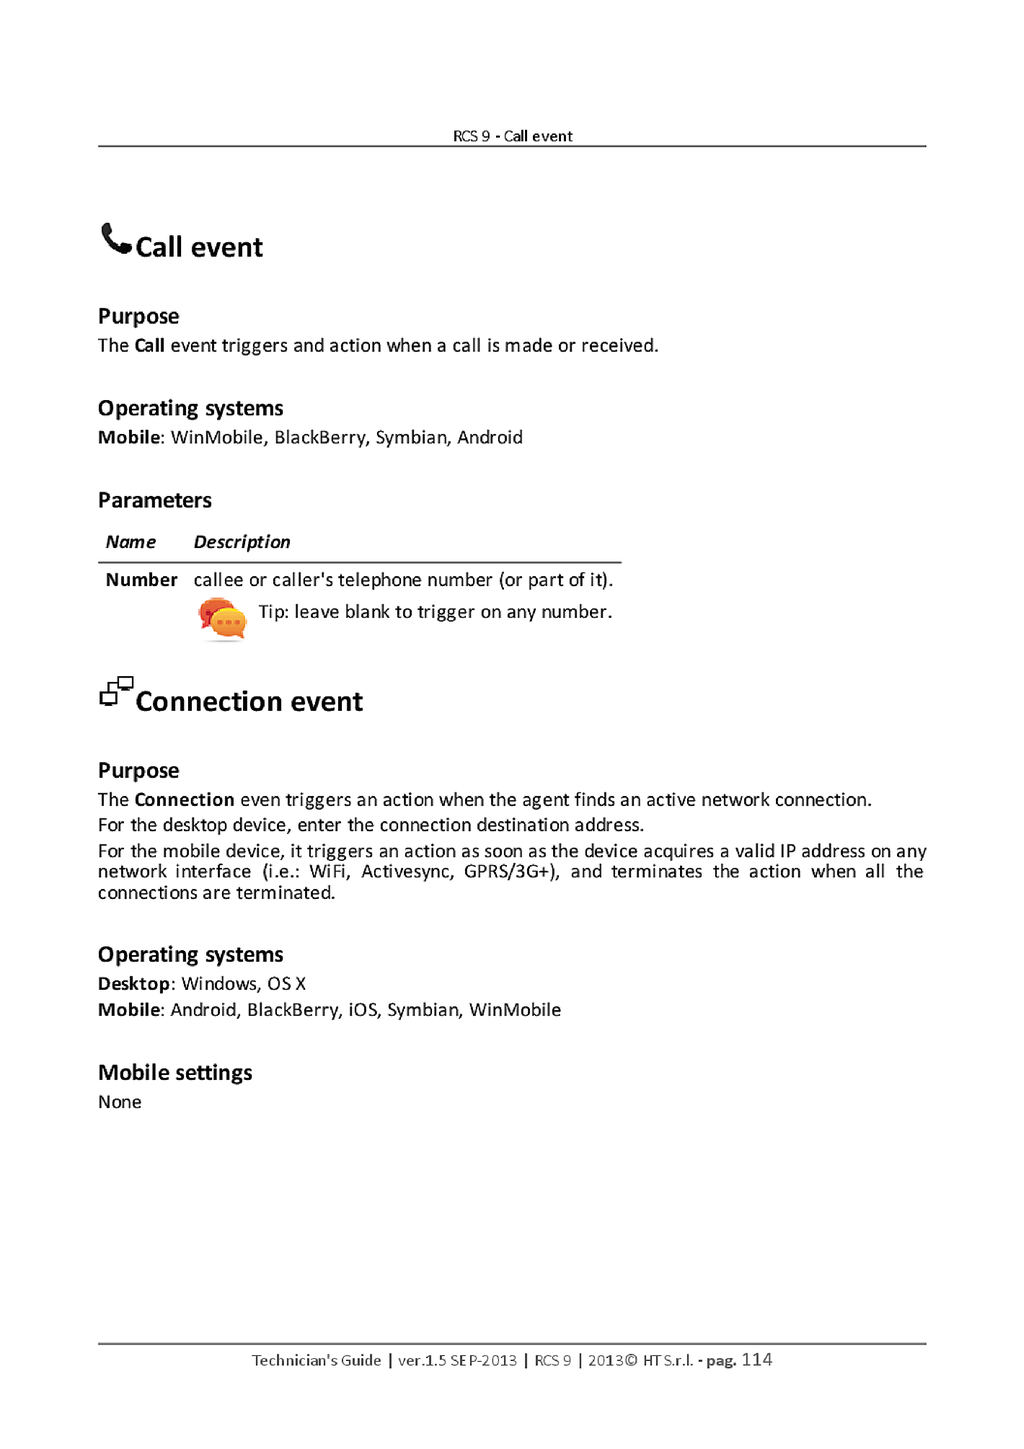 RCS 9 - Call event
Call event
Purpose
The Call event triggers and action when a call is made or received.
Operating systems
Mobile: WinMobile, BlackBerry, Symbian, Android
Parameters
Name Description
Number callee or caller's telephone number (or part of it).
Tip: leave blank to trigger on any number.
Connection event
Purpose
The Connection even triggers an action when the agent finds an active network connection.
For the desktop device, enter the connection destination address.
For the mobile device, it triggers an action as soon as the device acquires a valid IP address on any
network interface (i.e.: WiFi, Activesync, GPRS/3G+), and terminates the action when all the
connections are terminated.
Operating systems
Desktop: Windows, OS X
Mobile: Android, BlackBerry, iOS, Symbian, WinMobile
Mobile settings
None
Technician's Guide | ver.1.5 SEP-2013 | RCS 9 | 2013© HT S.r.l. - pag. 114